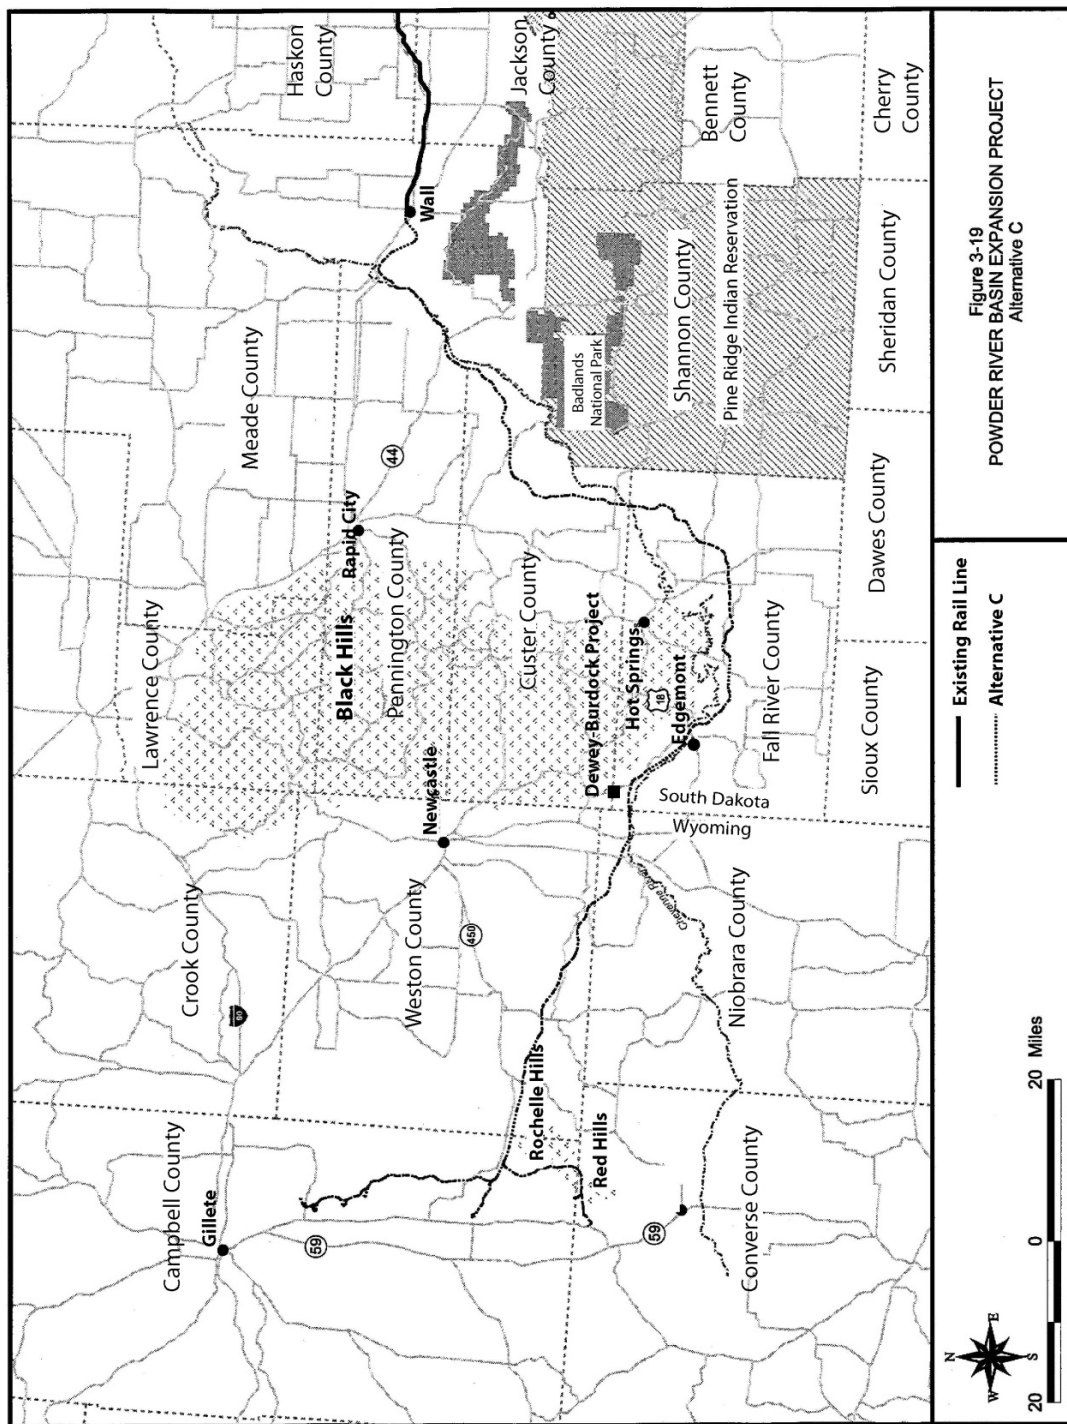 Campbell County
Crook County
Lawrence County
Meade County
Haskon
County
Gillete
90
59
Black Hills
Rapid City
Weston County
Newcastle
Pennington County
44
Wall
450
Custer County
Jackson
County
Rochelle Hills
Red Hills
Dewey-Burdock Project
Hot Springs
18
Edgemont
Badlands
National Park
Shannon County
Pine Ridge Indian Reservation
Bennett
County
59
Cheyenne River
South Dakota
Wyoming
Converse County
Niobrara County
Fall River County
Sioux County
Dawes County
Sheridan County
Cherry
County
N
W
E
S
20
0
20 Miles
Existing Rail Line
Alternative C
Figure 3-19
POWDER RIVER BASIN EXPANSION PROJECT
Alternative C